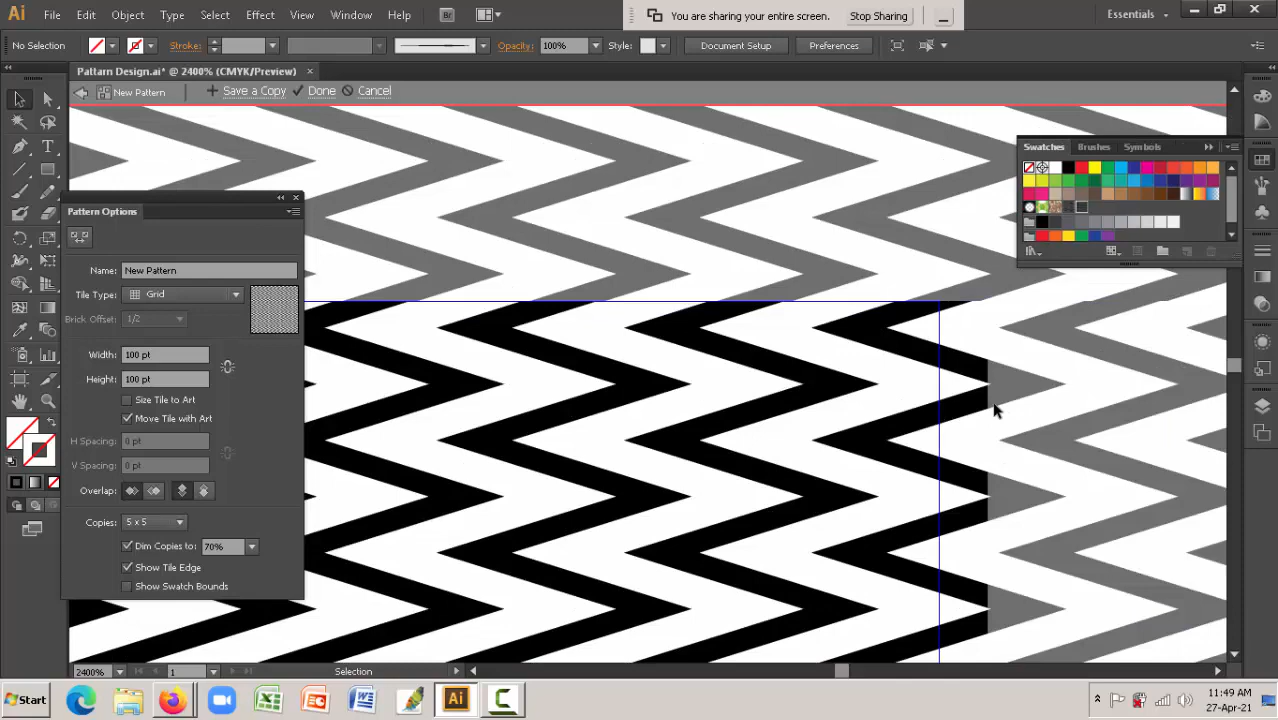 Ai File Edit Object Type Select Effect View Window Help Br
You are sharing your entire screen. Stop Sharing
Essentials
No Selection Stroke: Opacity: 100% Style: Document Setup Preferences
Pattarn Design.ai* @ 2400% (CMYK/Preview)
New Pattern Save a Copy Done Cancel
Swatches Brushes Symbols
Pattern Options
Name: New Pattern
Tile Type: Grid
Brick Offset: 1/2
Width: 100 pt
Height: 100 pt
Size Tile to Art
Move Tile with Art
H Spacing: 0 pt
V Spacing: 0 pt
Overlap:
Copies: 5 x 5
Dim Copies to: 70%
Show Tile Edge
Show Swatch Bounds
2400% 1 Selection
Start Ai
11:49 AM
27-Apr-21